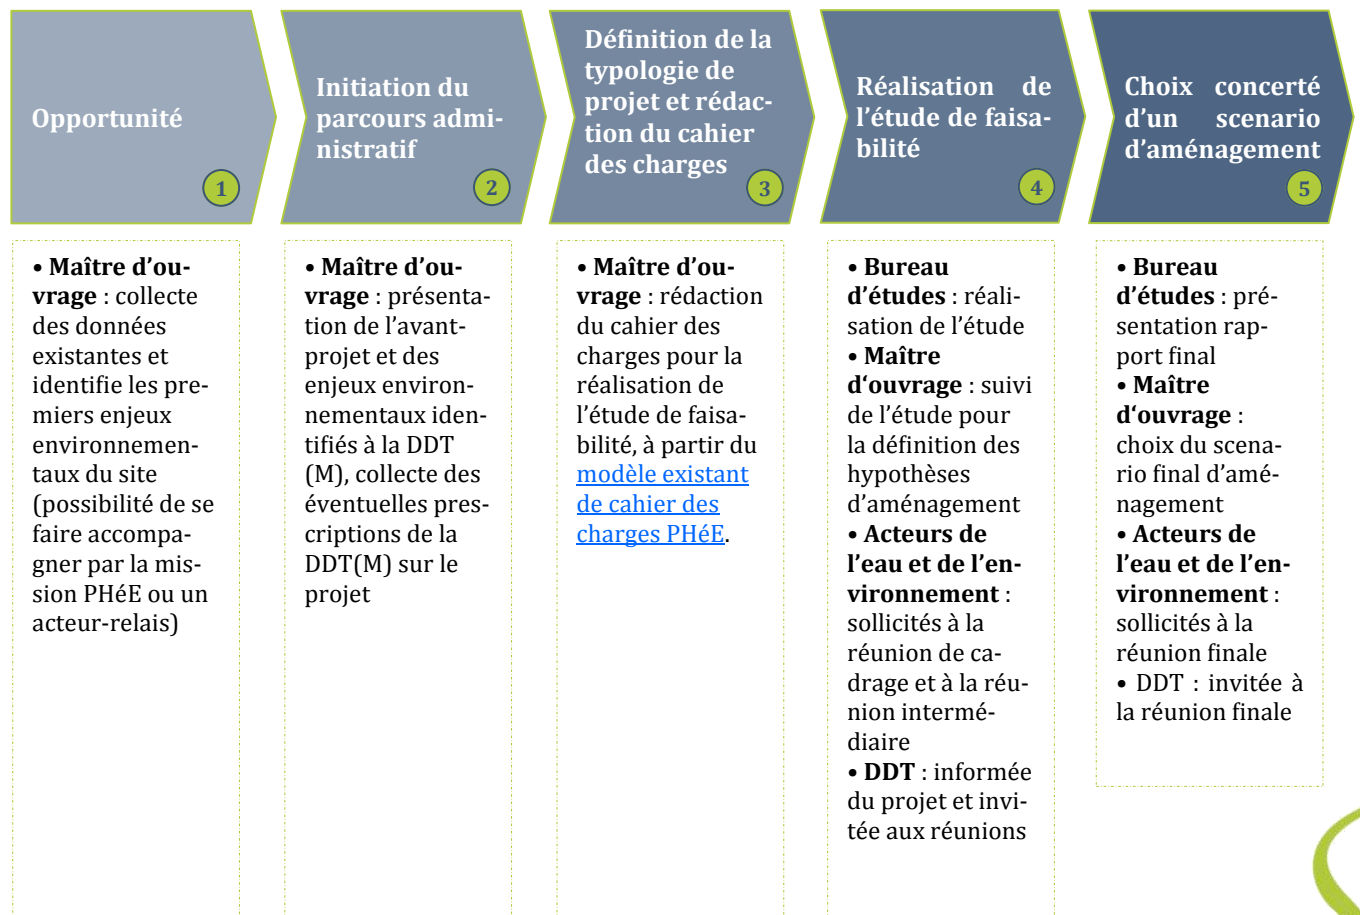 Opportunité
1
Initiation du
parcours admi-
nistratif
2
Définition de la
typologie de
projet et rédac-
tion du cahier
des charges
3
Réalisation de
l'étude de faisa-
bilité
4
Choix concerté
d'un scenario
d'aménagement
5
• Maître d'ou-
vrage : collecte
des données
existantes et
identifie les pre-
miers enjeux
environnemen-
taux du site
(possibilité de se
faire accompa-
gner par la mis-
sion PHéE ou un
acteur-relais)
• Maître d'ou-
vrage : présenta-
tion de l'avant-
projet et des
enjeux environ-
nementaux iden-
tifiés à la DDT
(M), collecte des
éventuelles pres-
criptions de la
DDT(M) sur le
projet
• Maître d'ou-
vrage : rédaction
du cahier des
charges pour la
réalisation de
l'étude de faisa-
bilité, à partir du
modèle existant
de cahier des
charges PHéE.
• Bureau
d'études : réali-
sation de l'étude
• Maître
d'ouvrage : suivi
de l'étude pour
la définition des
hypothèses
d'aménagement
• Acteurs de
l'eau et de l'en-
vironnement :
sollicités à la
réunion de ca-
drage et à la réu-
nion intermé-
diaire
• DDT : informée
du projet et invi-
tée aux réunions
• Bureau
d'études : pré-
sentation rap-
port final
• Maître
d'ouvrage :
choix du scena-
rio final d'amé-
nagement
• Acteurs de
l'eau et de l'en-
vironnement :
sollicités à la
réunion finale
• DDT : invitée à
la réunion finale